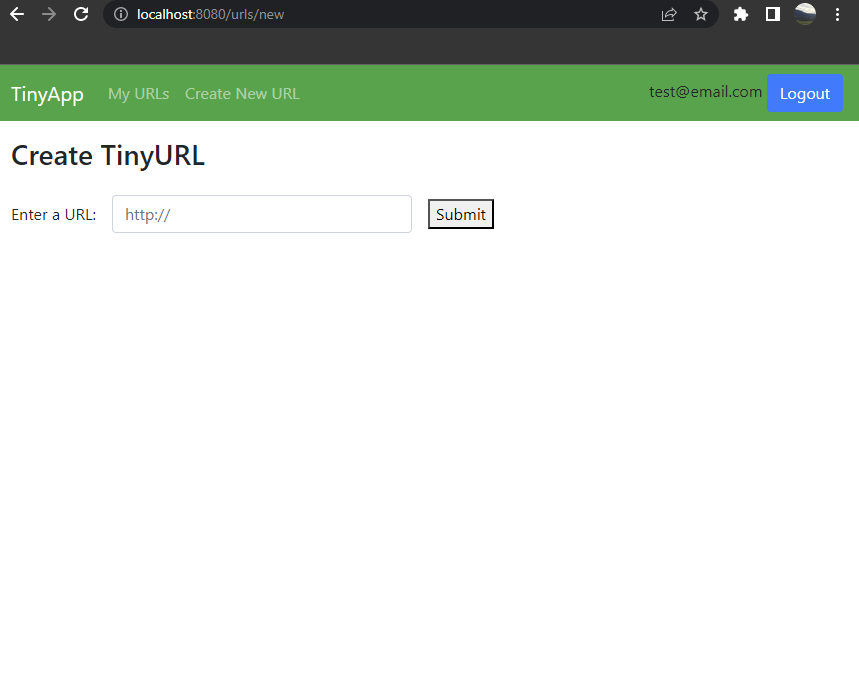 localhost:8080/urls/new
TinyApp My URLs Create New URL test@email.com Logout
Create TinyURL
Enter a URL: http:// Submit